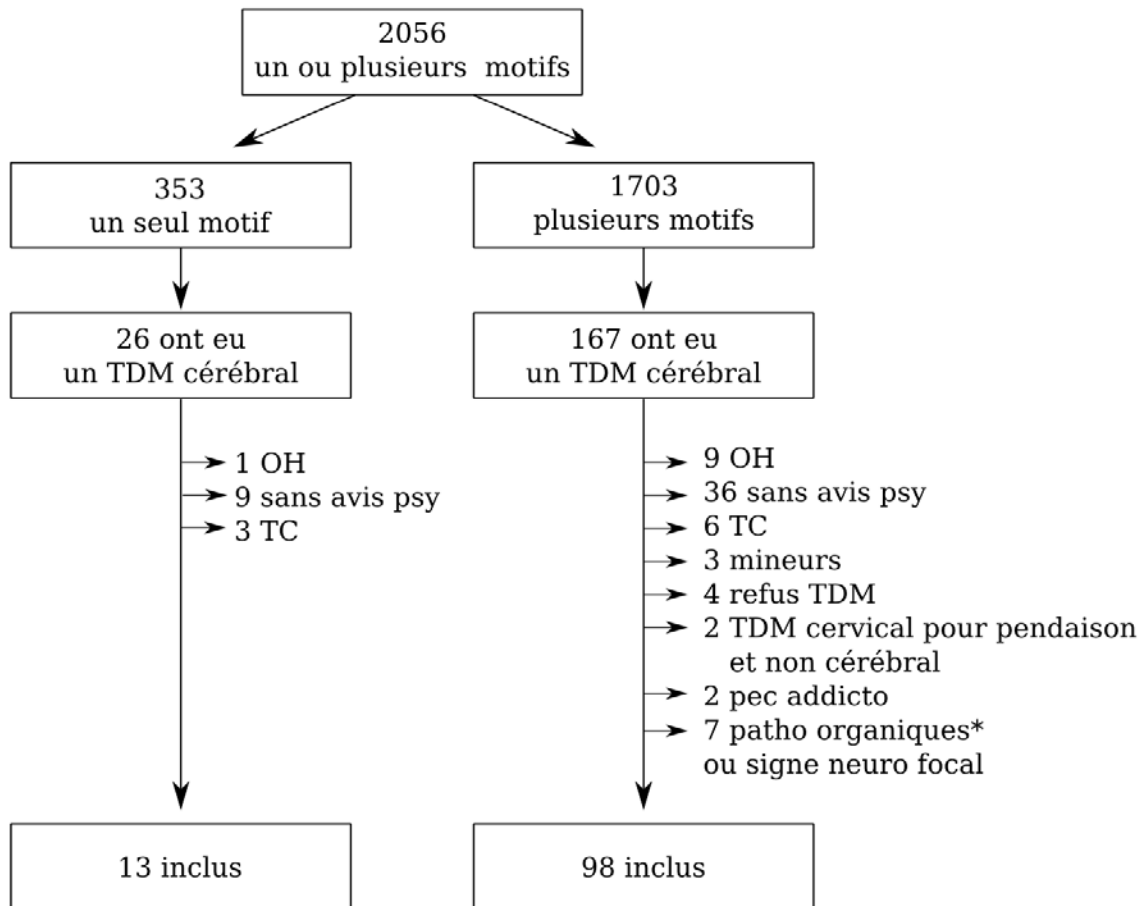 2056
un ou plusieurs motifs
353
un seul motif
1703
plusieurs motifs
26 ont eu
un TDM cérébral
167 ont eu
un TDM cérébral
1 OH
9 sans avis psy
3 TC
9 OH
36 sans avis psy
6 TC
3 mineurs
4 refus TDM
2 TDM cervical pour pendaison
et non cérébral
2 pec addicto
7 patho organiques*
ou signe neuro focal
13 inclus
98 inclus